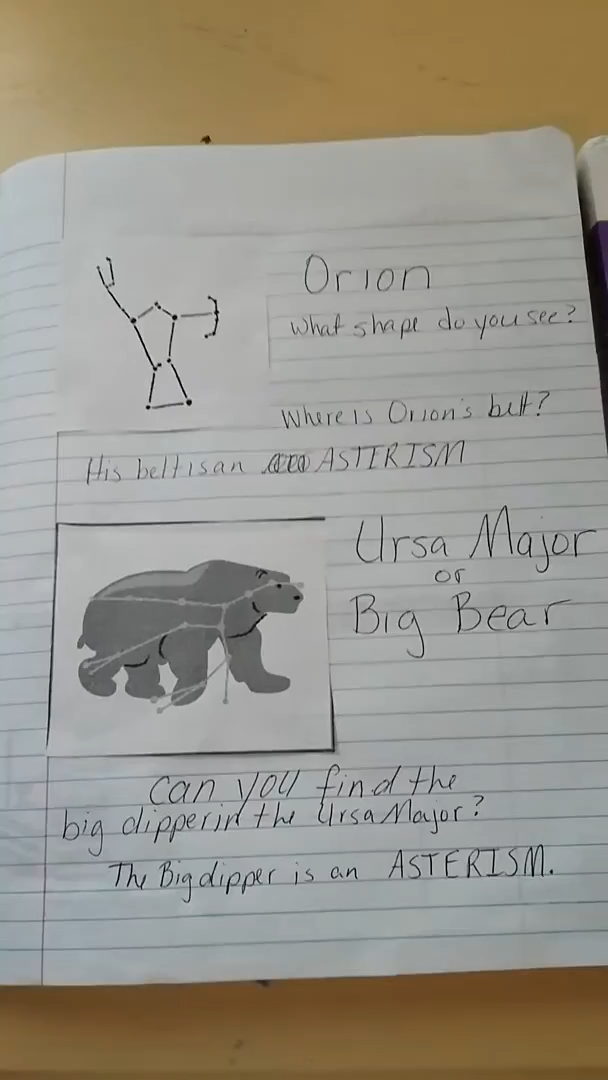 Orion
What shape do you see?
Where is Orion's belt?
His belt is an ASTIRISM
Ursa Major
or
Big Bear
Can you find the
big dipper in the Ursa Major?
The Big dipper is an ASTERISM.